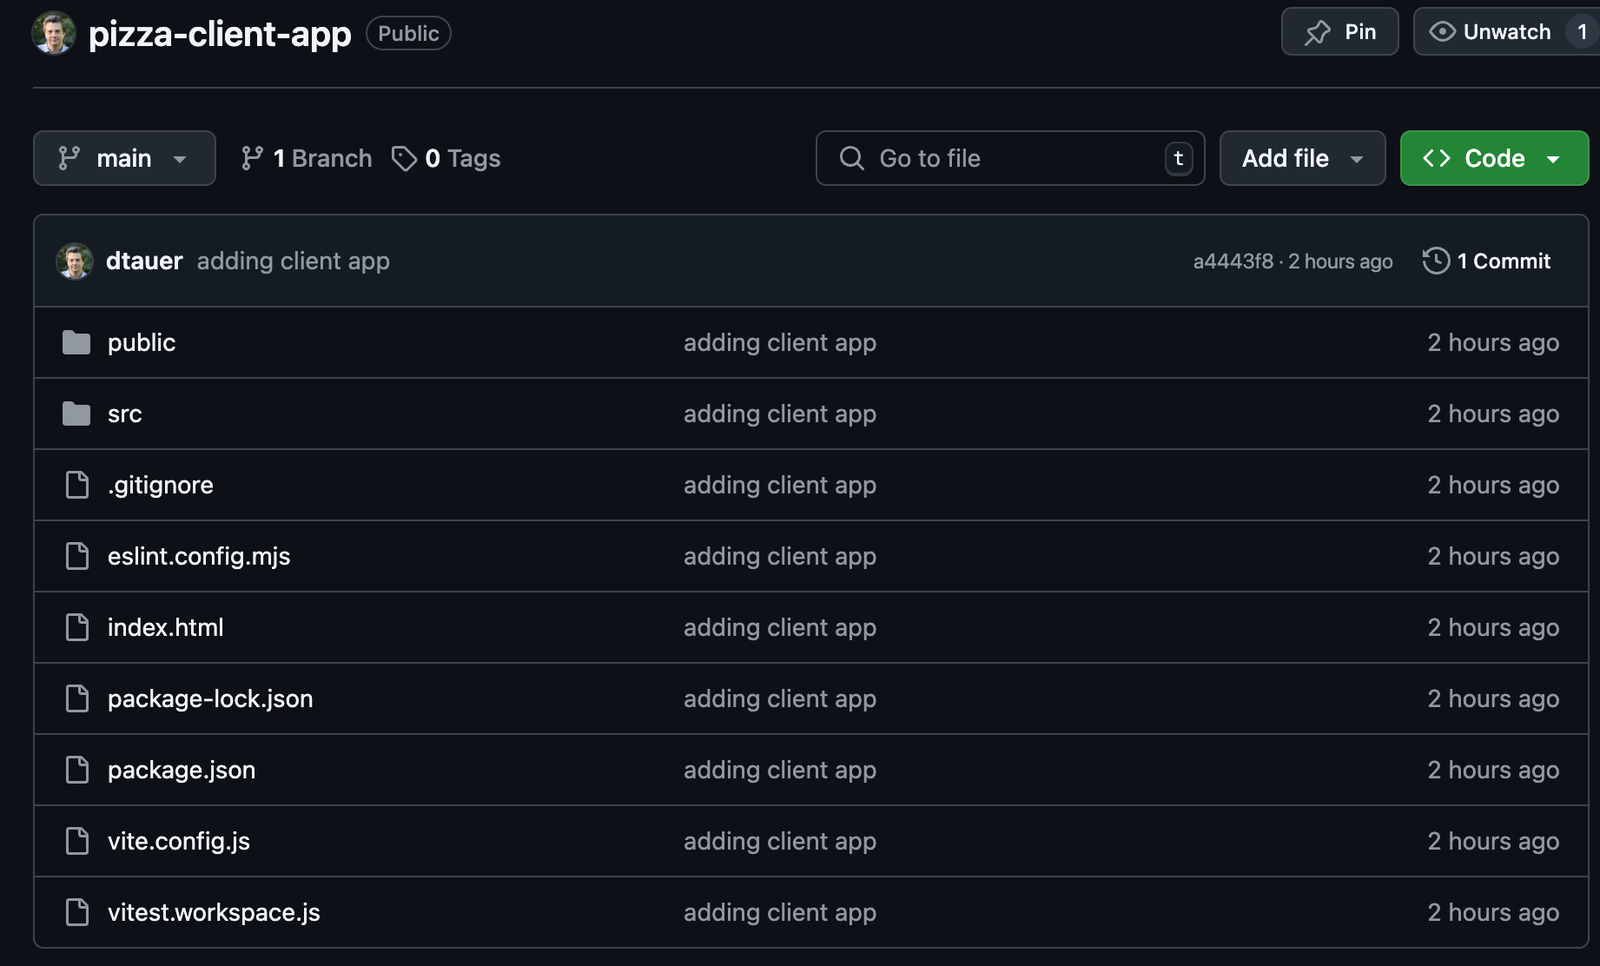 pizza-client-app Public Pin Unwatch 1
main 1 Branch 0 Tags Go to file t Add file Code
dtauer adding client app a4443f8 · 2 hours ago 1 Commit
public adding client app 2 hours ago
src adding client app 2 hours ago
.gitignore adding client app 2 hours ago
eslint.config.mjs adding client app 2 hours ago
index.html adding client app 2 hours ago
package-lock.json adding client app 2 hours ago
package.json adding client app 2 hours ago
vite.config.js adding client app 2 hours ago
vitest.workspace.js adding client app 2 hours ago